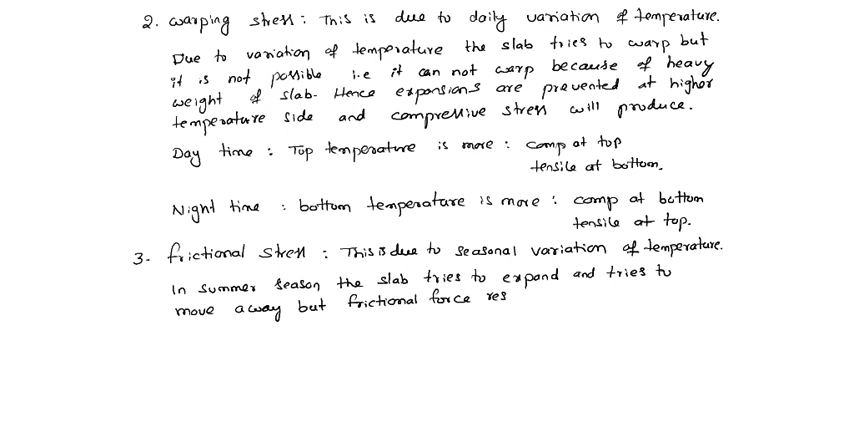 2. warping stress : This is due to daily variation of temperature.
Due to variation of temperature the slab tries to warp but
it is not possible i.e it can not warp because of heavy
weight of slab. Hence expansions are prevented at higher
temperature side and compressive stress will produce.
Day time : Top temperature is more : comp at top
tensile at bottom.
Night time : bottom temperature is more : comp at bottom
tensile at top.
3. frictional stress : This is due to seasonal variation of temperature.
In summer season the slab tries to expand and tries to
move away but frictional force res